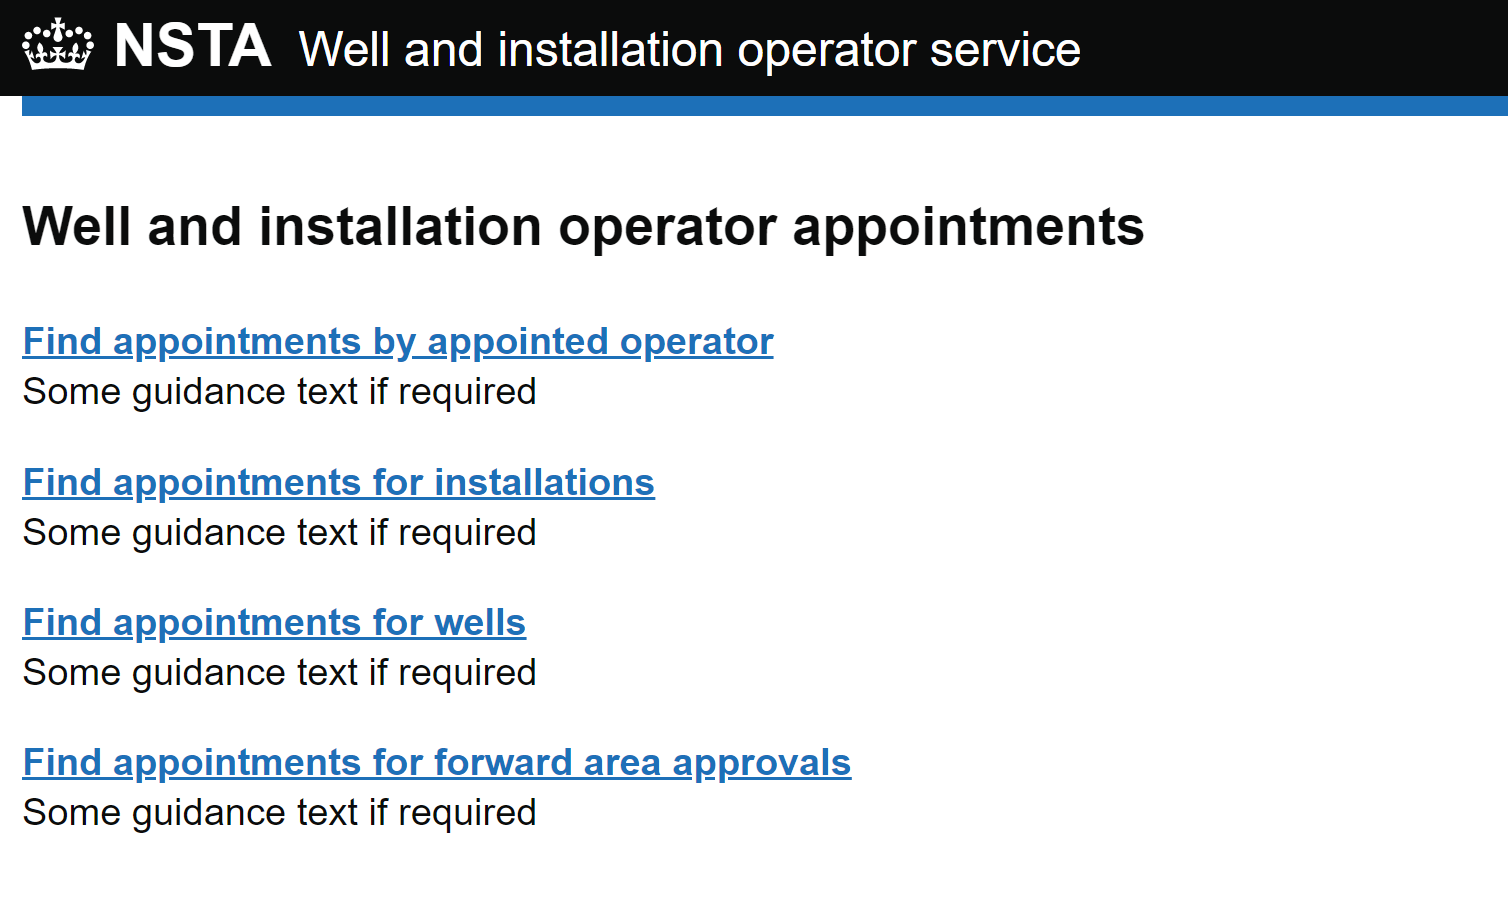 NSTA Well and installation operator service
Well and installation operator appointments
Find appointments by appointed operator
Some guidance text if required
Find appointments for installations
Some guidance text if required
Find appointments for wells
Some guidance text if required
Find appointments for forward area approvals
Some guidance text if required